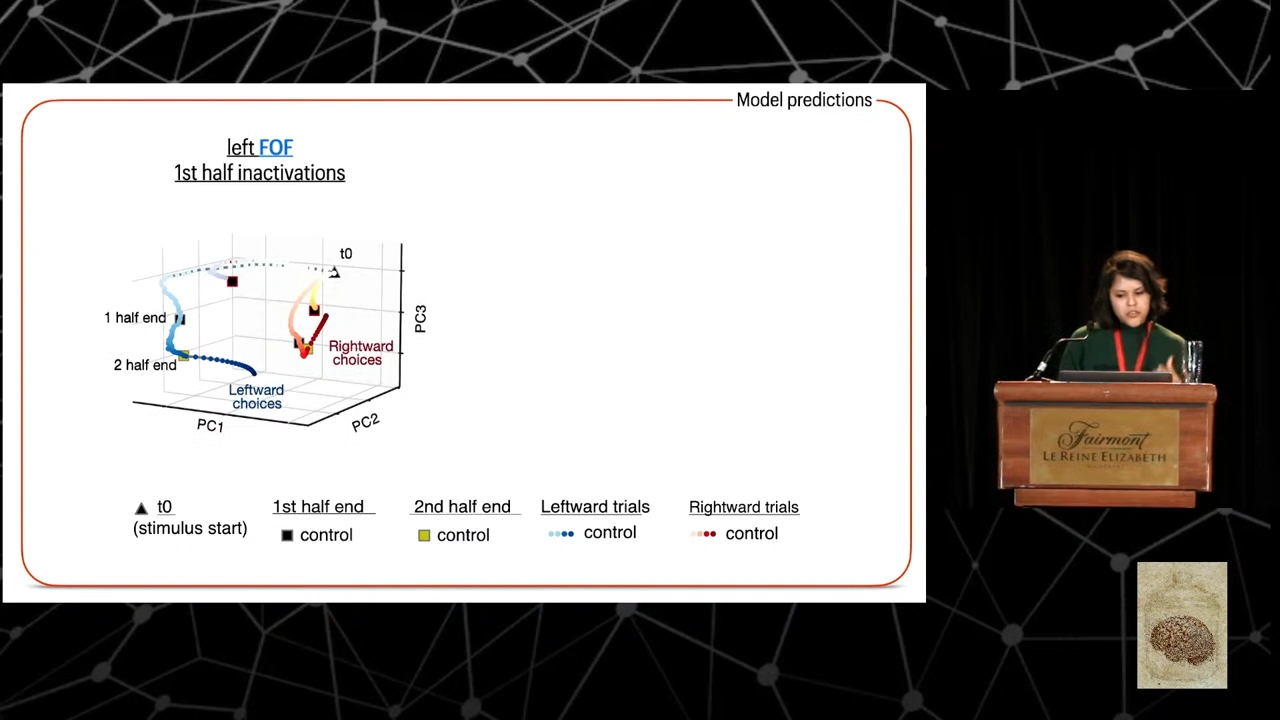 Model predictions
left FOF
1st half inactivations
t0
1 half end
2 half end
Rightward
choices
Leftward
choices
PC1
PC2
PC3
t0
(stimulus start)
1st half end
control
2nd half end
control
Leftward trials
control
Rightward trials
control
Fairmont
LE REINE ELIZABETH